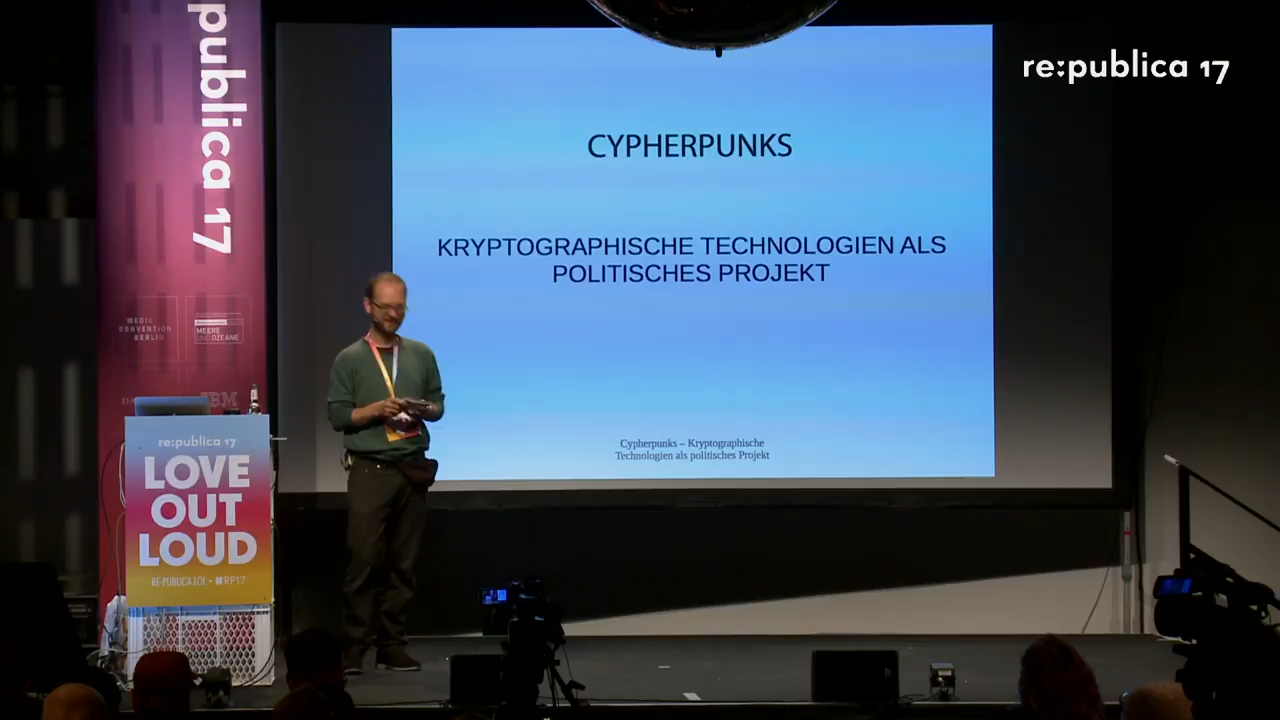 publica 17
re:publica 17
CYPHERPUNKS
KRYPTOGRAPHISCHE TECHNOLOGIEN ALS
POLITISCHES PROJEKT
Cypherpunks – Kryptographische
Technologien als politisches Projekt
MEDIA
CONVENTION
BERLIN
MEERE
UND OZEANE
IBM
re:publica 17
LOVE
OUT
LOUD
RE-PUBLICA.LOL • #RP17